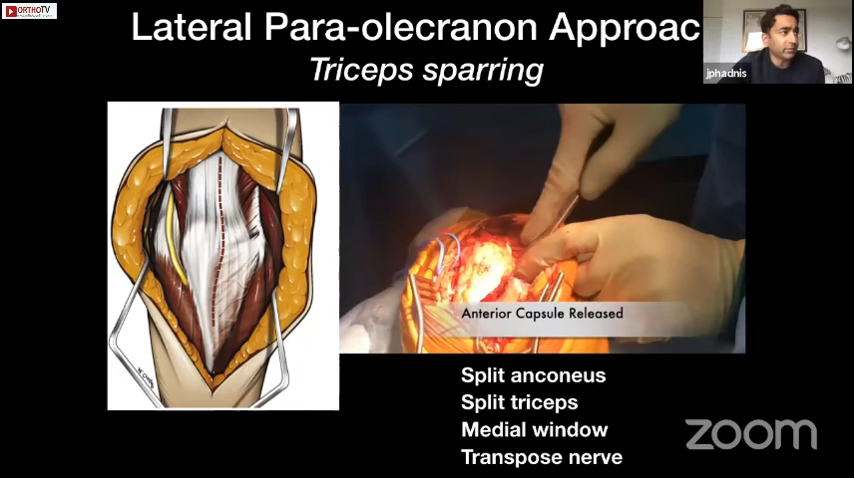 ORTHOTV
Lateral Para-olecranon Approac
Triceps sparring
jphadnis
Anterior Capsule Released
Split anconeus
Split triceps
Medial window
Transpose nerve
zoom